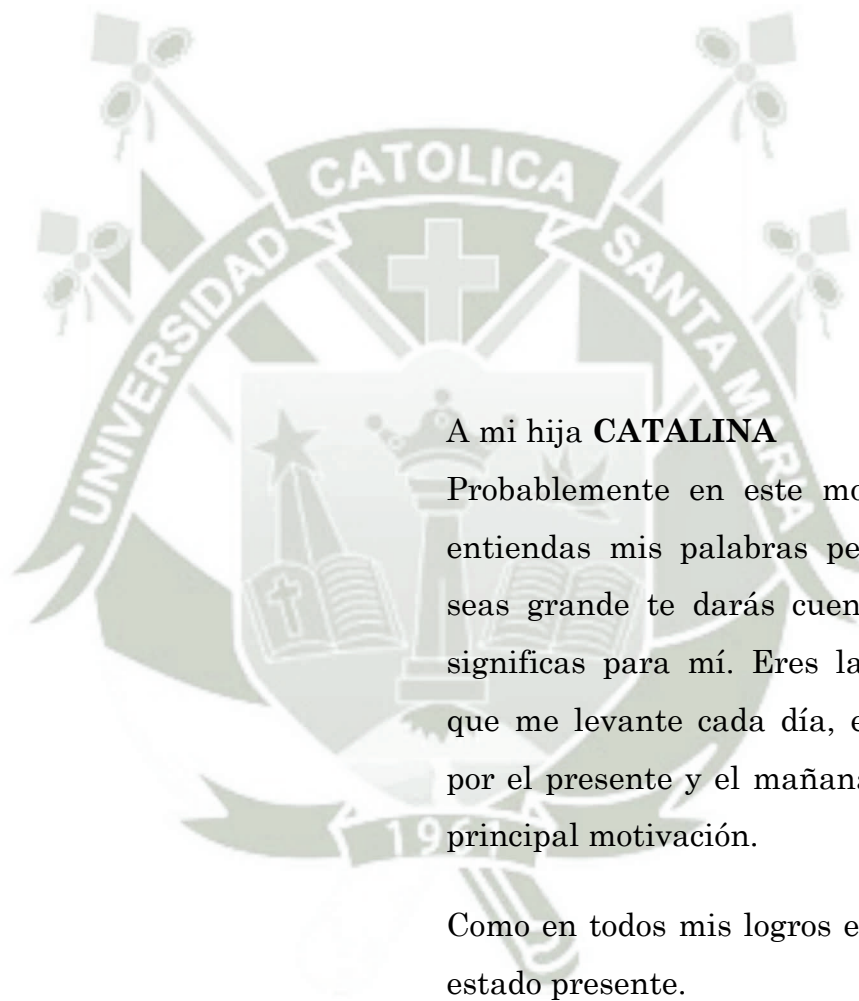 UNIVERSIDAD CATOLICA SANTA MARIA
A mi hija CATALINA
Probablemente en este mo
entiendas mis palabras pe
seas grande te darás cuen
significas para mí. Eres la
que me levante cada día, e
por el presente y el mañana
principal motivación.
1961
Como en todos mis logros e
estado presente.